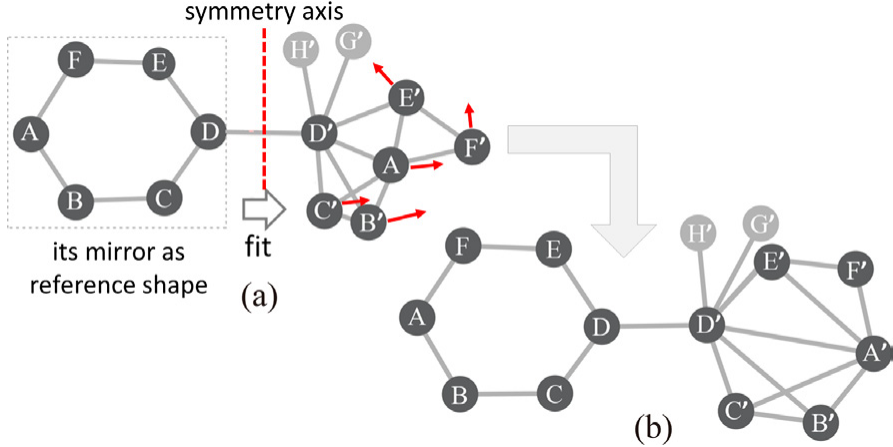 symmetry axis
H′ G′
F E E′
A D D′ F′
A
B C C′ B′
its mirror as
reference shape
fit
(a)
H′ G′
F E E′ F′
A D D′ A′
B C C′ B′
(b)